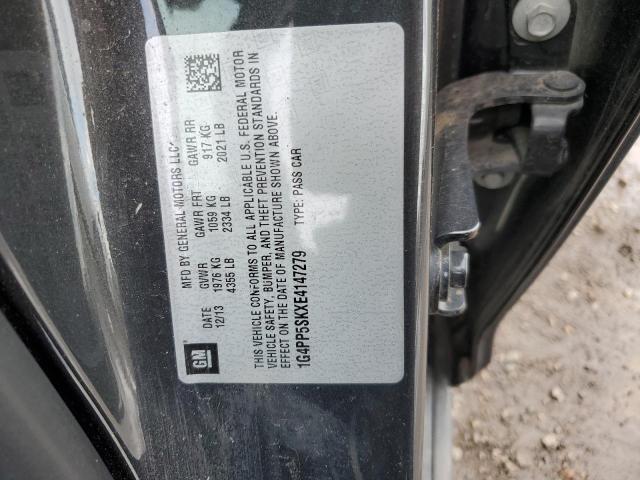 GM
MFD BY GENERAL MOTORS LLC
12/13 GVWR GAWR FRT GAWR RR
1976 KG 1059 KG 917 KG
4355 LB 2334 LB 2021 LB
THIS VEHICLE CONFORMS TO ALL APPLICABLE U.S. FEDERAL MOTOR
VEHICLE SAFETY, BUMPER, AND THEFT PREVENTION STANDARDS IN
EFFECT ON THE DATE OF MANUFACTURE SHOWN ABOVE.
1G4PP5SKXE4147279 TYPE: PASS CAR